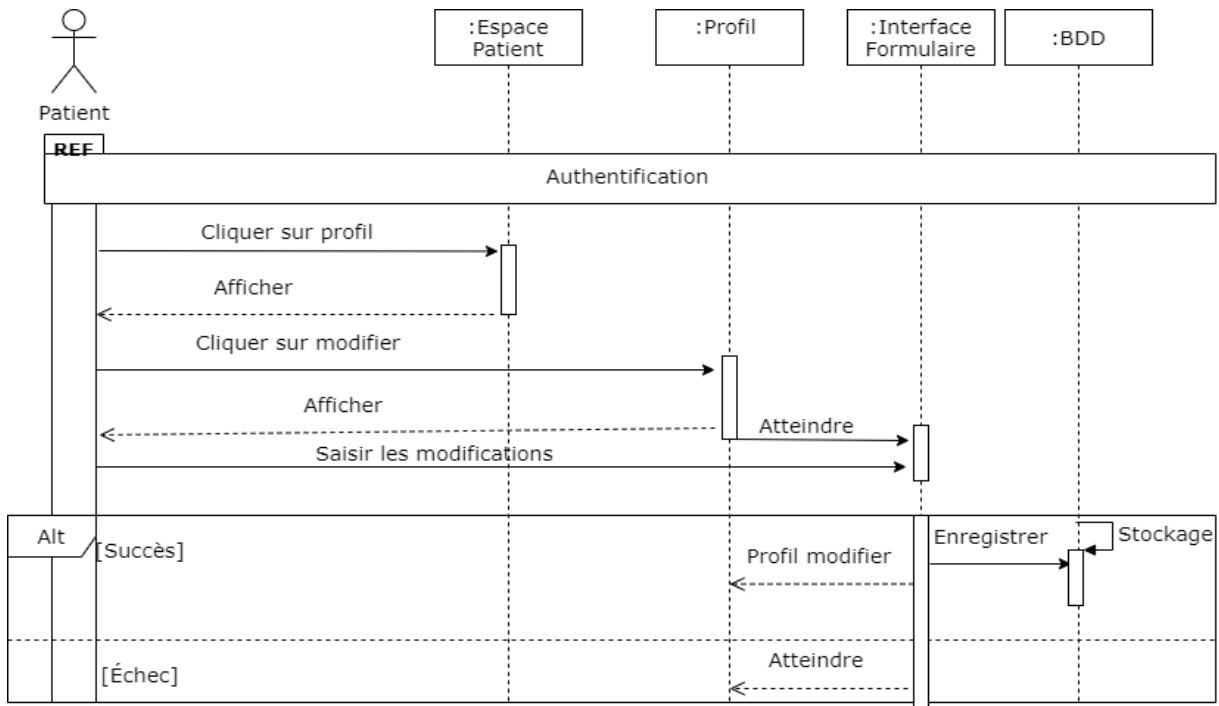 :Espace
Patient
:Profil
:Interface
Formulaire
:BDD
Patient
REF
Authentification
Cliquer sur profil
Afficher
Cliquer sur modifier
Afficher
Atteindre
Saisir les modifications
Alt
[Succès]
Enregistrer
Stockage
Profil modifier
Atteindre
[Échec]